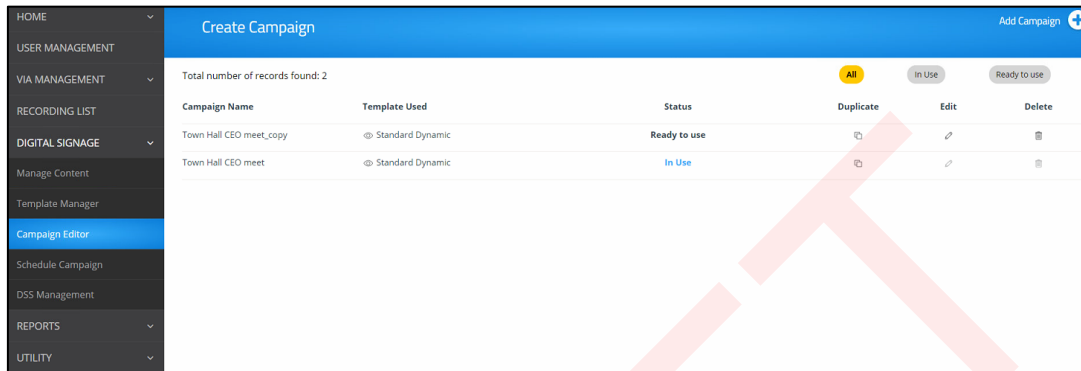 HOME
USER MANAGEMENT
VIA MANAGEMENT
RECORDING LIST
DIGITAL SIGNAGE
Manage Content
Template Manager
Campaign Editor
Schedule Campaign
DSS Management
REPORTS
UTILITY
Create Campaign
Add Campaign
Total number of records found: 2
All In Use Ready to use
Campaign Name Template Used Status Duplicate Edit Delete
Town Hall CEO meet_copy Standard Dynamic Ready to use
Town Hall CEO meet Standard Dynamic In Use